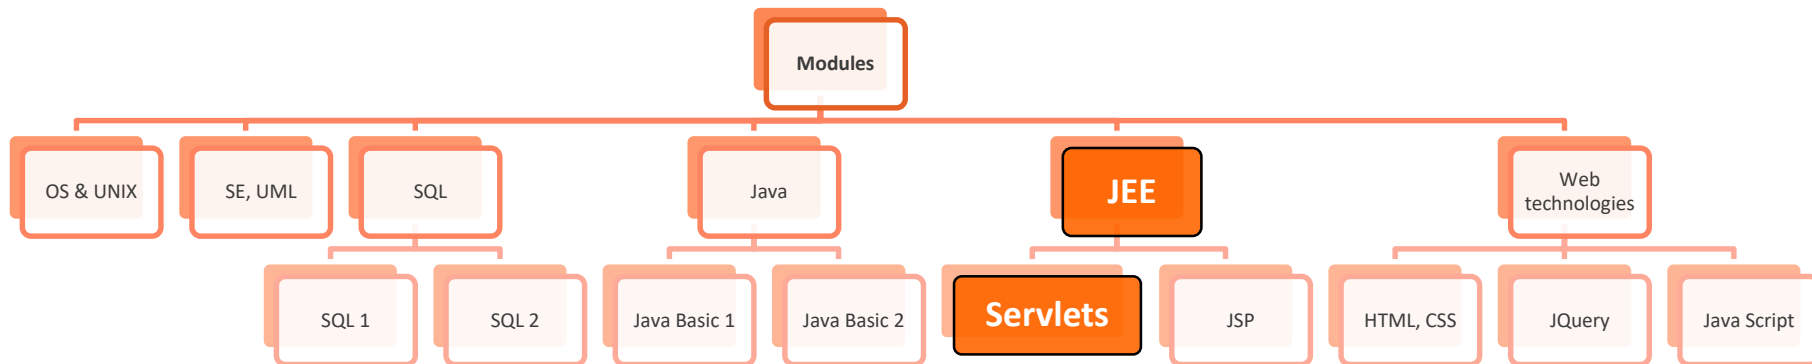 Modules
OS & UNIX
SE, UML
SQL
Java
JEE
Web
technologies
SQL 1
SQL 2
Java Basic 1
Java Basic 2
Servlets
JSP
HTML, CSS
JQuery
Java Script